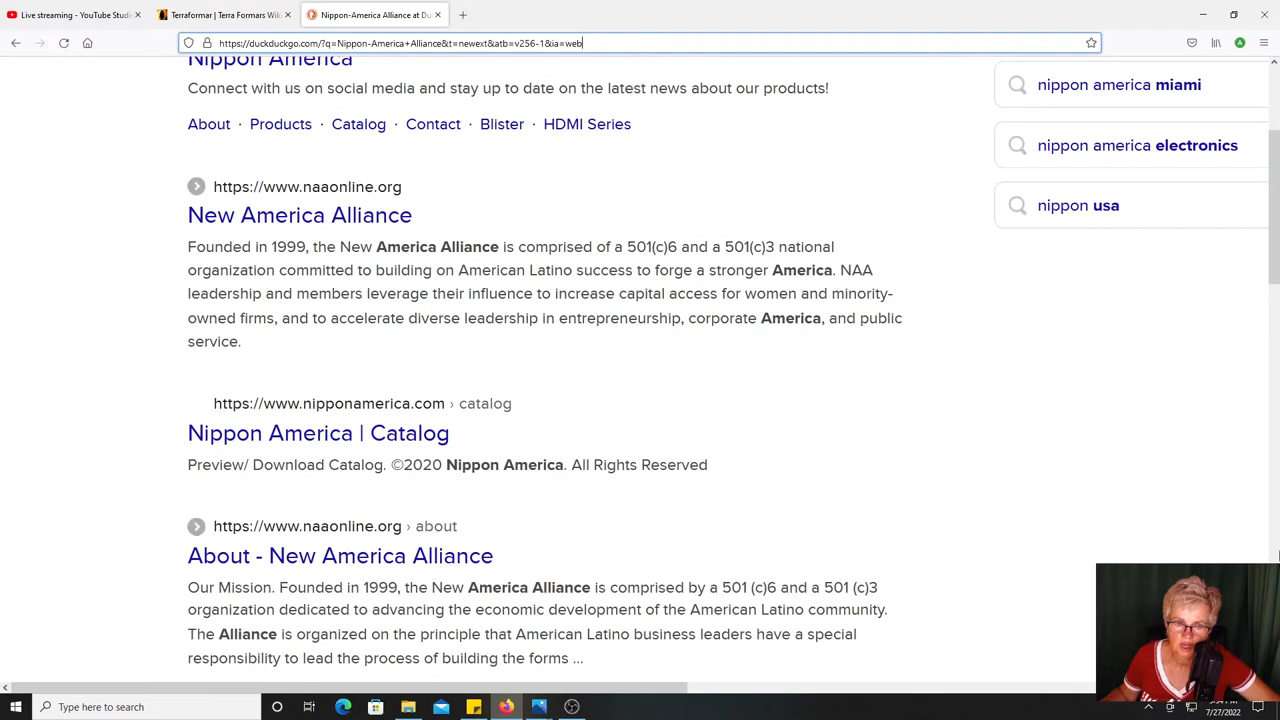 Live streaming - YouTube Studi
Terraformar | Terra Formars Wiki
Nippon-America Alliance at Du
https://duckduckgo.com/?q=Nippon-America+Alliance&t=newext&atb=v256-1&ia=web
Nippon America
Connect with us on social media and stay up to date on the latest news about our products!
About · Products · Catalog · Contact · Blister · HDMI Series
https://www.naaonline.org
New America Alliance
Founded in 1999, the New America Alliance is comprised of a 501(c)6 and a 501(c)3 national
organization committed to building on American Latino success to forge a stronger America. NAA
leadership and members leverage their influence to increase capital access for women and minority-
owned firms, and to accelerate diverse leadership in entrepreneurship, corporate America, and public
service.
https://www.nipponamerica.com › catalog
Nippon America | Catalog
Preview/ Download Catalog. ©2020 Nippon America. All Rights Reserved
https://www.naaonline.org › about
About - New America Alliance
Our Mission. Founded in 1999, the New America Alliance is comprised by a 501 (c)6 and a 501 (c)3
organization dedicated to advancing the economic development of the American Latino community.
The Alliance is organized on the principle that American Latino business leaders have a special
responsibility to lead the process of building the forms ...
nippon america miami
nippon america electronics
nippon usa
Type here to search
7/27/2022